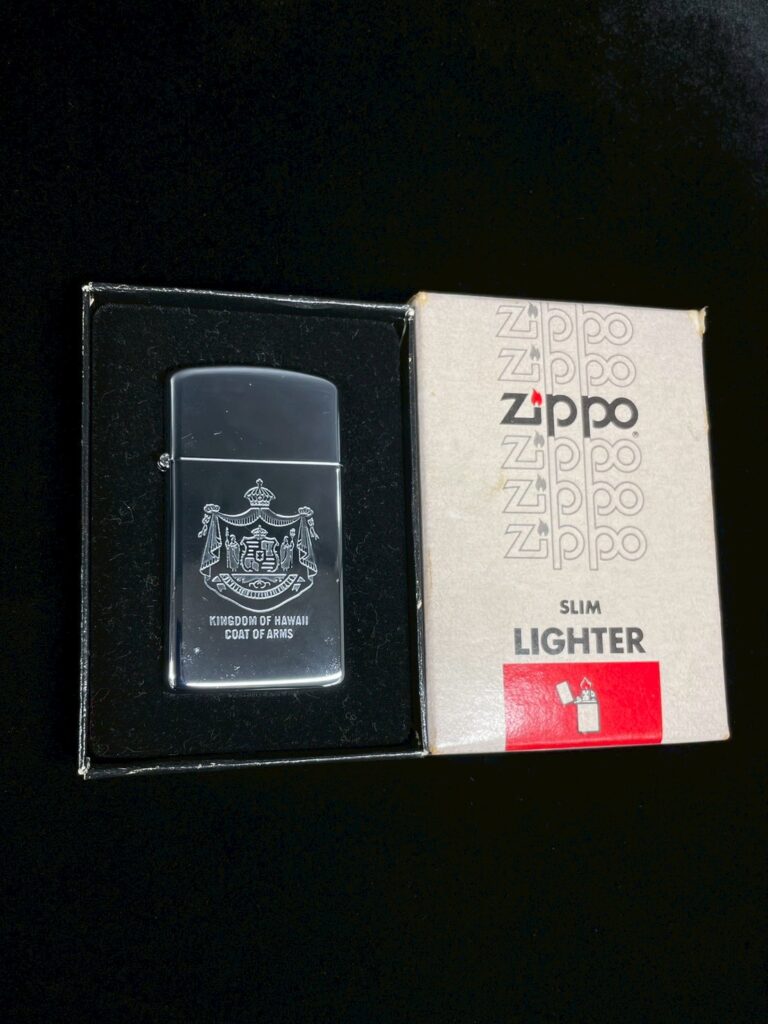 KINGDOM OF HAWAII
COAT OF ARMS
Zippo
Zippo
Zippo®
Zippo
Zippo
Zippo
SLIM
LIGHTER